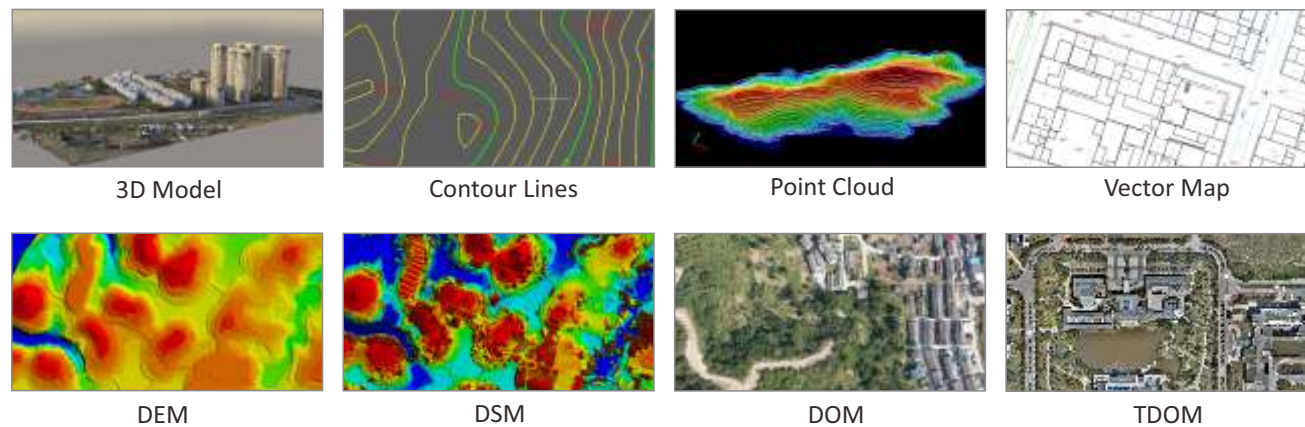 3D Model
Contour Lines
Point Cloud
Vector Map
DEM
DSM
DOM
TDOM